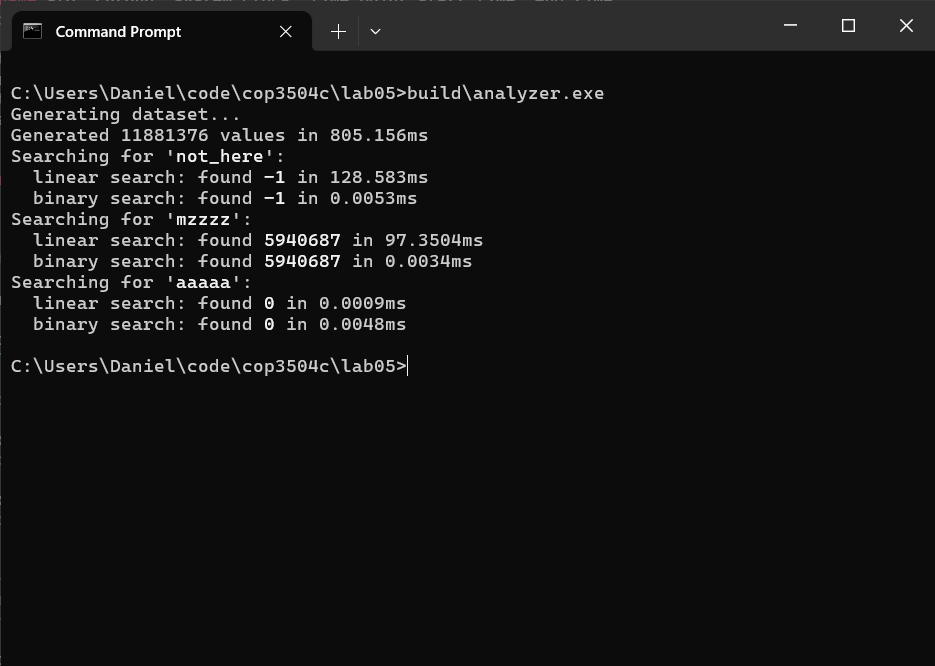 Command Prompt
C:\Users\Daniel\code\cop3504c\lab05>build\analyzer.exe
Generating dataset...
Generated 11881376 values in 805.156ms
Searching for 'not_here':
  linear search: found -1 in 128.583ms
  binary search: found -1 in 0.0053ms
Searching for 'mzzzz':
  linear search: found 5940687 in 97.3504ms
  binary search: found 5940687 in 0.0034ms
Searching for 'aaaaa':
  linear search: found 0 in 0.0009ms
  binary search: found 0 in 0.0048ms
C:\Users\Daniel\code\cop3504c\lab05>